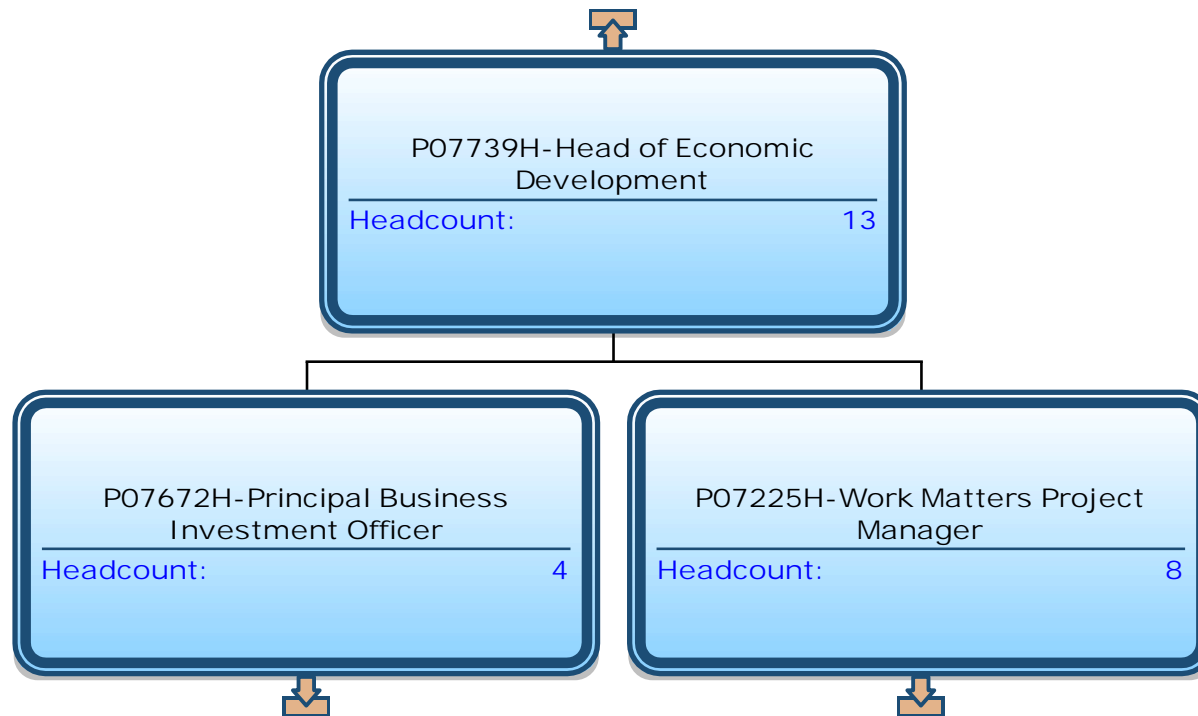 P07739H-Head of Economic
Development
Headcount: 13
P07672H-Principal Business
Investment Officer
Headcount: 4
P07225H-Work Matters Project
Manager
Headcount: 8